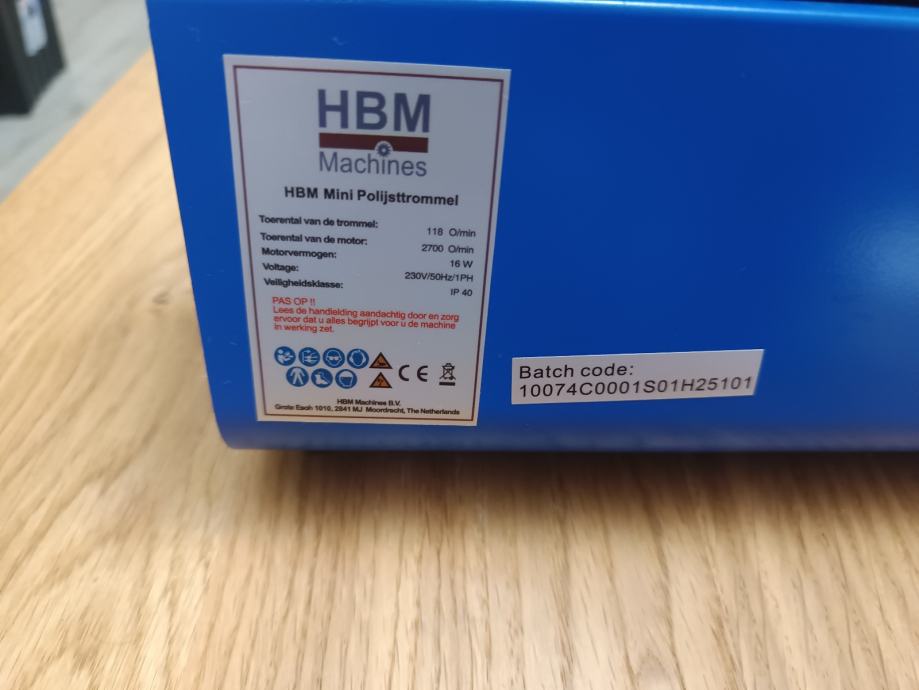 HBM
Machines
HBM Mini Polijsttrommel
Toerental van de trommel: 118 O/min
Toerental van de motor: 2700 O/min
Motorvermogen: 16 W
Voltage: 230V/50Hz/1PH
Veiligheidsklasse: IP 40
PAS OP !!
Lees de handleiding aandachtig door en zorg
ervoor dat u alles begrijpt voor u de machine
in werking zet.
CE
HBM Machines B.V.
Grote Esch 1010, 2841 MJ Moordrecht, The Netherlands
Batch code:
10074C0001S01H25101